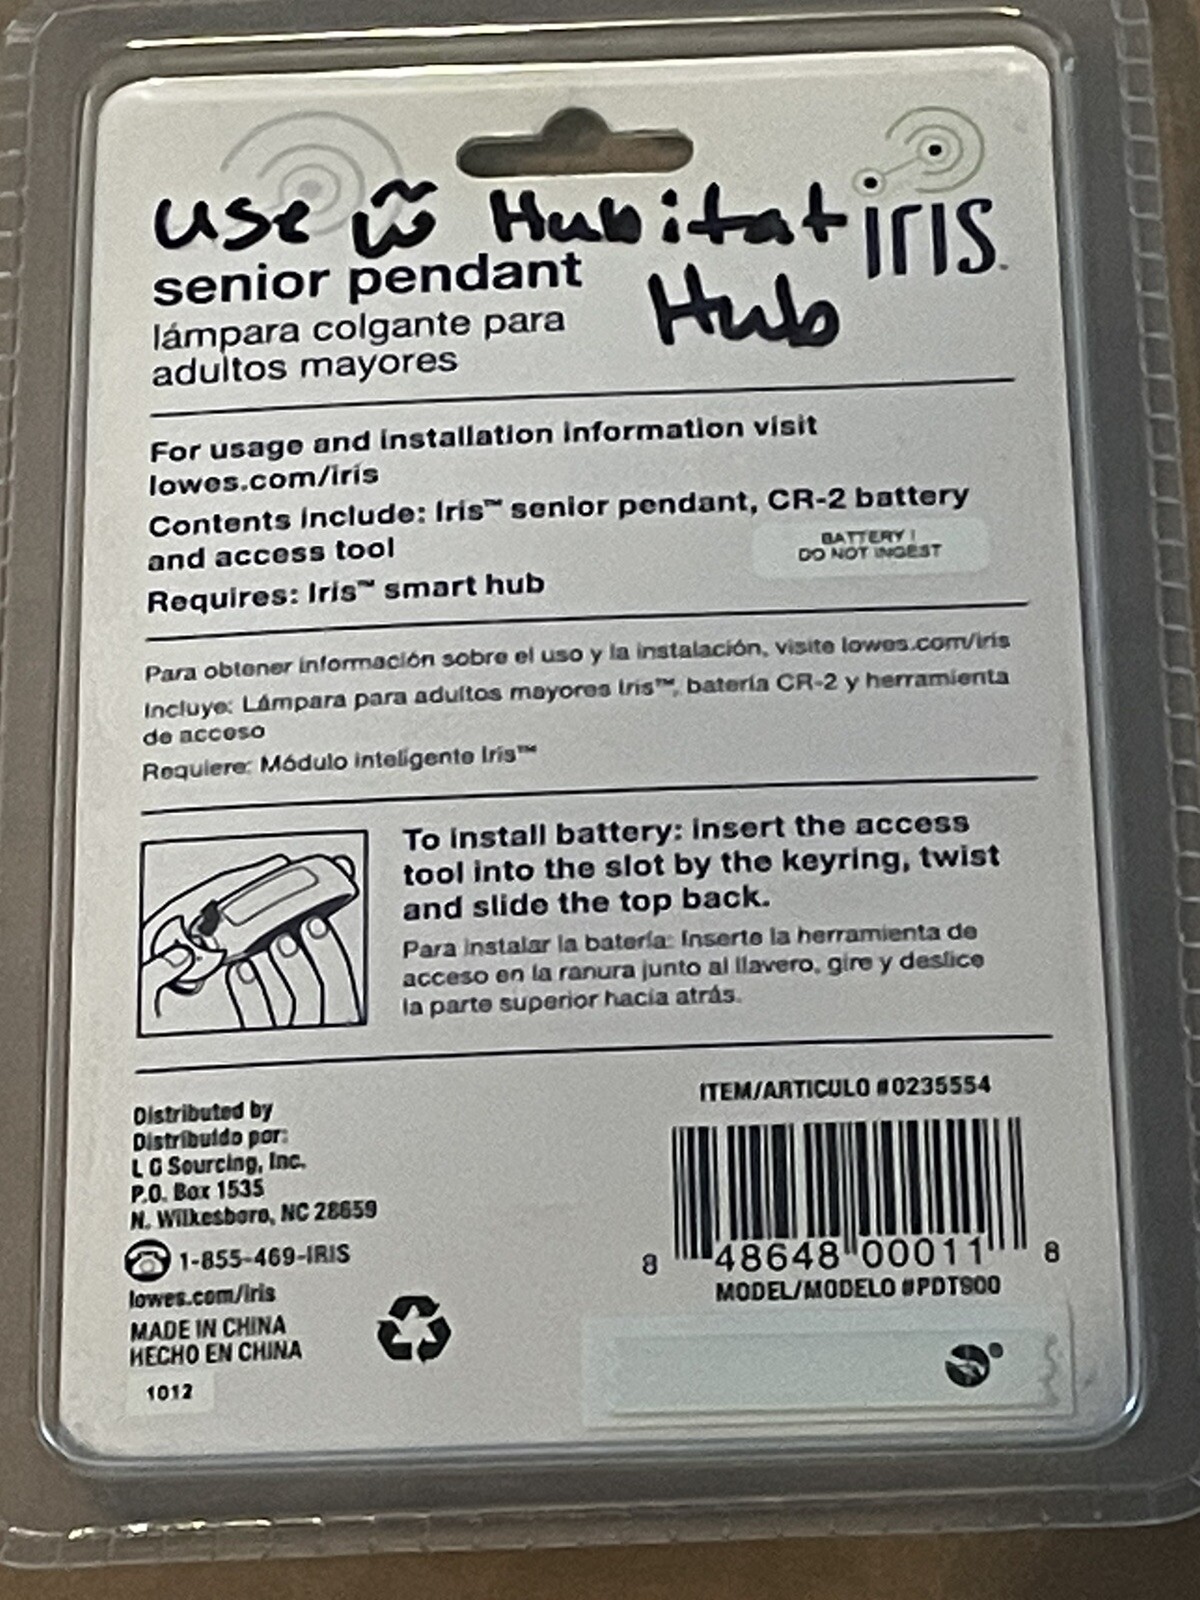 use w̃ Hubitat
iris
senior pendant
Hub
lámpara colgante para
adultos mayores
For usage and installation information visit
lowes.com/iris
Contents include: Iris™ senior pendant, CR-2 battery
and access tool
BATTERY !
DO NOT INGEST
Requires: Iris™ smart hub
Para obtener información sobre el uso y la instalación, visite lowes.com/iris
Incluye: Lámpara para adultos mayores Iris™, batería CR-2 y herramienta
de acceso
Requiere: Módulo inteligente Iris™
To install battery: insert the access
tool into the slot by the keyring, twist
and slide the top back.
Para instalar la batería: Inserte la herramienta de
acceso en la ranura junto al llavero, gire y deslice
la parte superior hacia atrás.
Distributed by
Distribuido por:
L G Sourcing, Inc.
P.O. Box 1535
N. Wilkesboro, NC 28659
1-855-469-IRIS
lowes.com/iris
MADE IN CHINA
HECHO EN CHINA
1012
ITEM/ARTICULO #0235554
8 48648 00011 8
MODEL/MODELO #PDT900